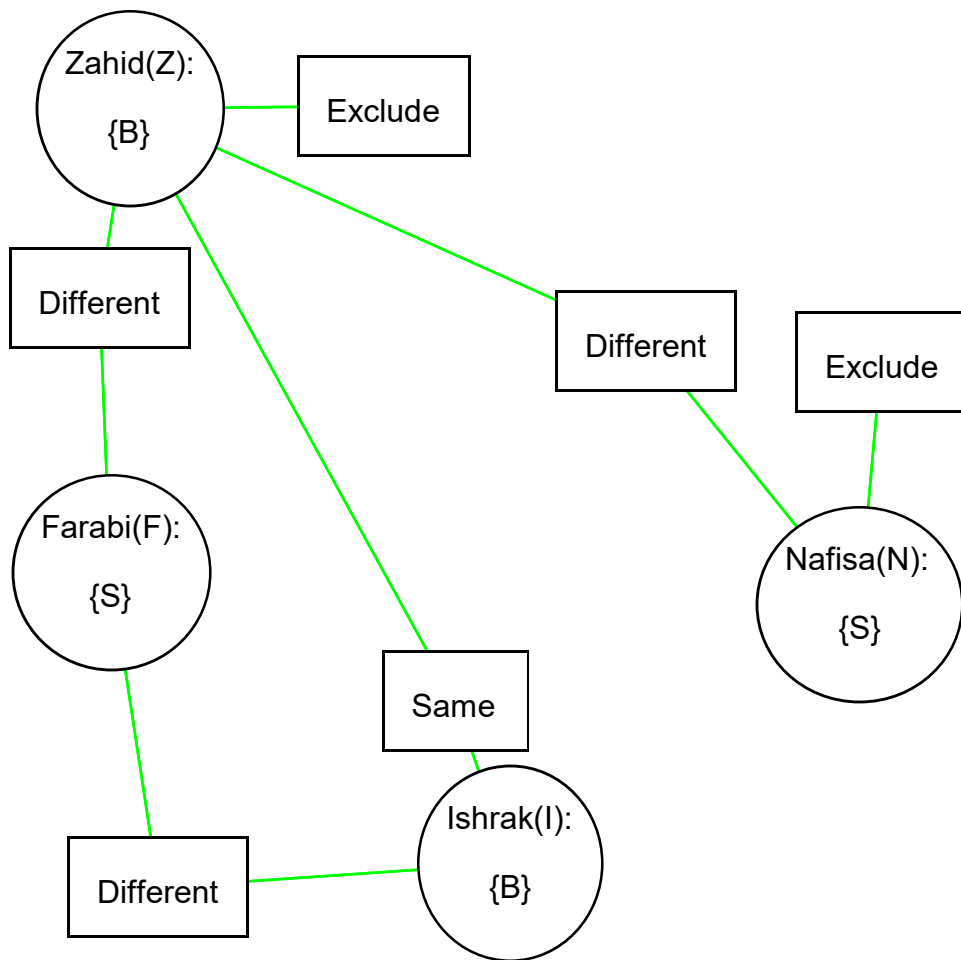 Zahid(Z):
{B}
Exclude
Different
Different
Exclude
Farabi(F):
{S}
Nafisa(N):
{S}
Same
Ishrak(I):
{B}
Different